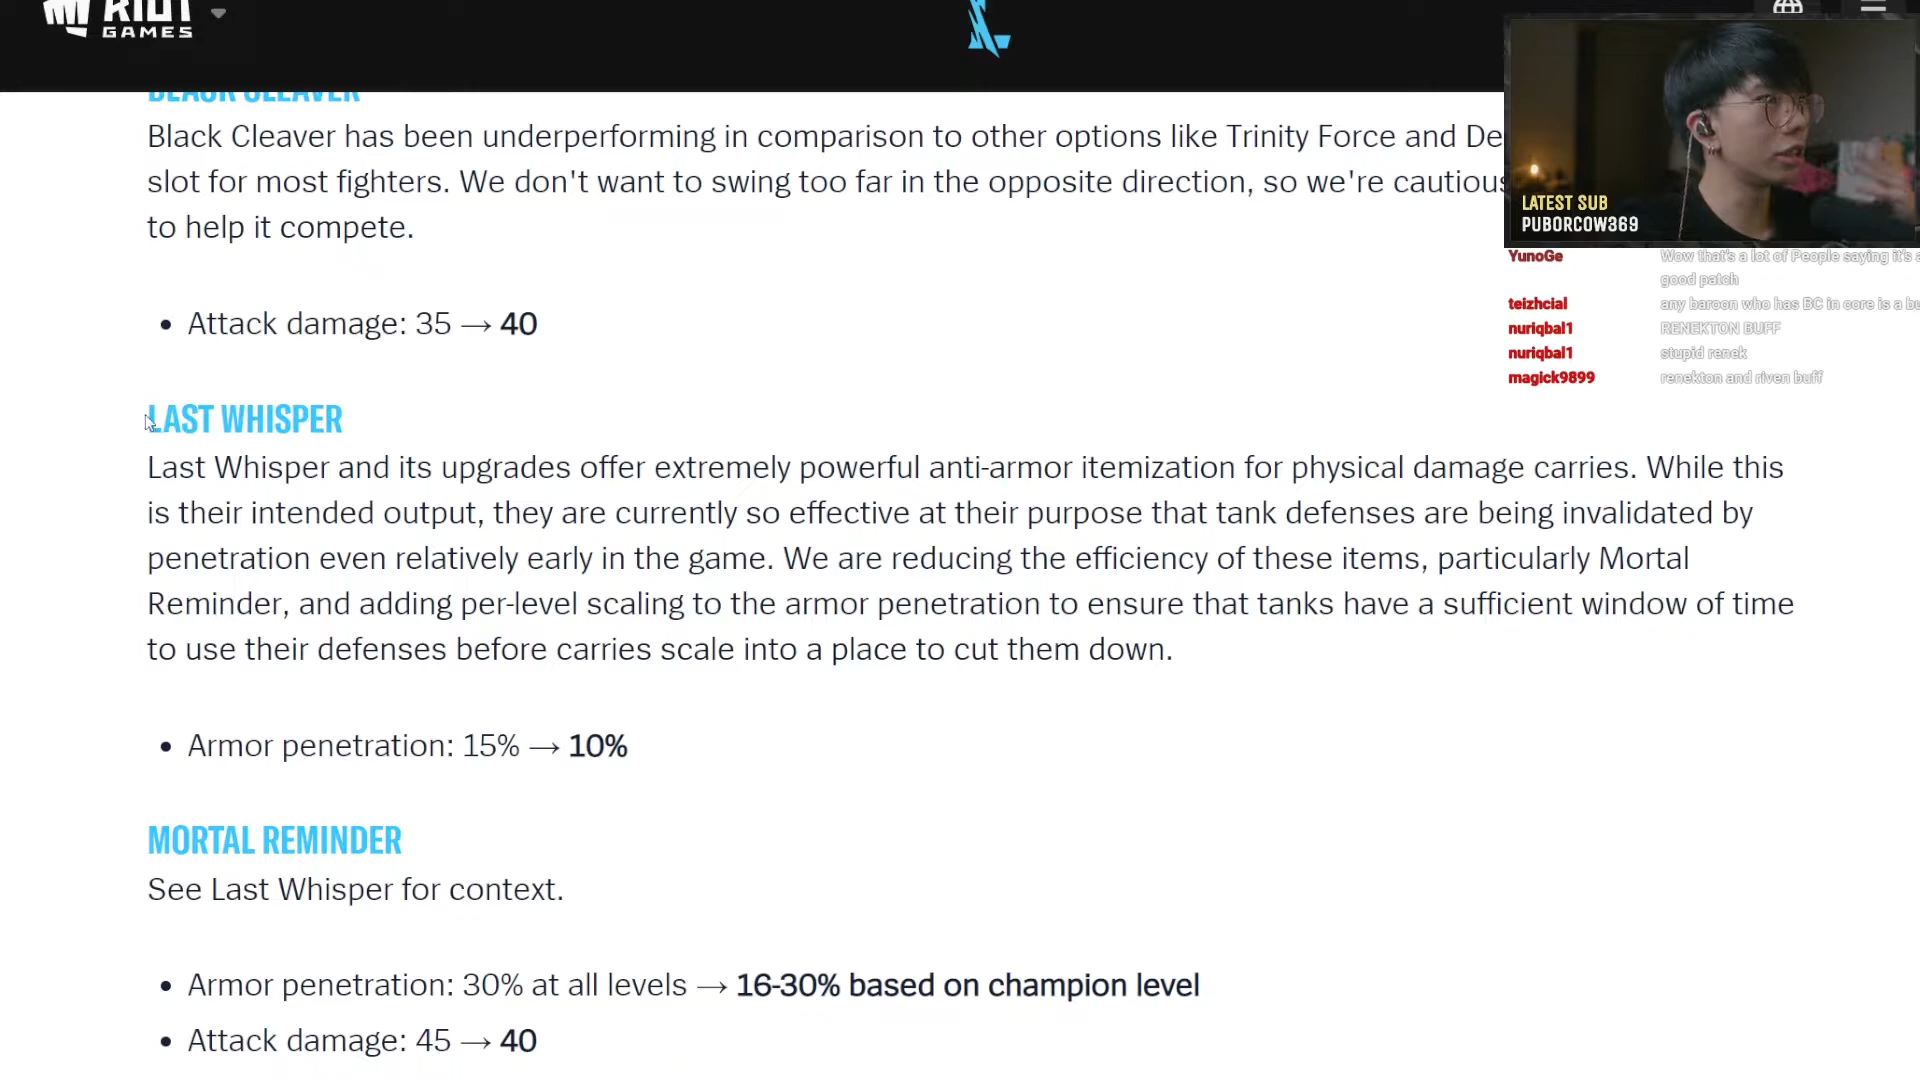 RIOT
GAMES
BLACK CLEAVER
Black Cleaver has been underperforming in comparison to other options like Trinity Force and De
slot for most fighters. We don't want to swing too far in the opposite direction, so we're cautious
to help it compete.
• Attack damage: 35 → 40
LAST WHISPER
Last Whisper and its upgrades offer extremely powerful anti-armor itemization for physical damage carries. While this
is their intended output, they are currently so effective at their purpose that tank defenses are being invalidated by
penetration even relatively early in the game. We are reducing the efficiency of these items, particularly Mortal
Reminder, and adding per-level scaling to the armor penetration to ensure that tanks have a sufficient window of time
to use their defenses before carries scale into a place to cut them down.
• Armor penetration: 15% → 10%
MORTAL REMINDER
See Last Whisper for context.
• Armor penetration: 30% at all levels → 16-30% based on champion level
• Attack damage: 45 → 40
LATEST SUB
PUBORCOW369
YunoGe Wow that's a lot of People saying it's a
good patch
teizhcial any baroon who has BC in core is a bu
nuriqbal1 RENEKTON BUFF
nuriqbal1 stupid renek
magick9899 renekton and riven buff